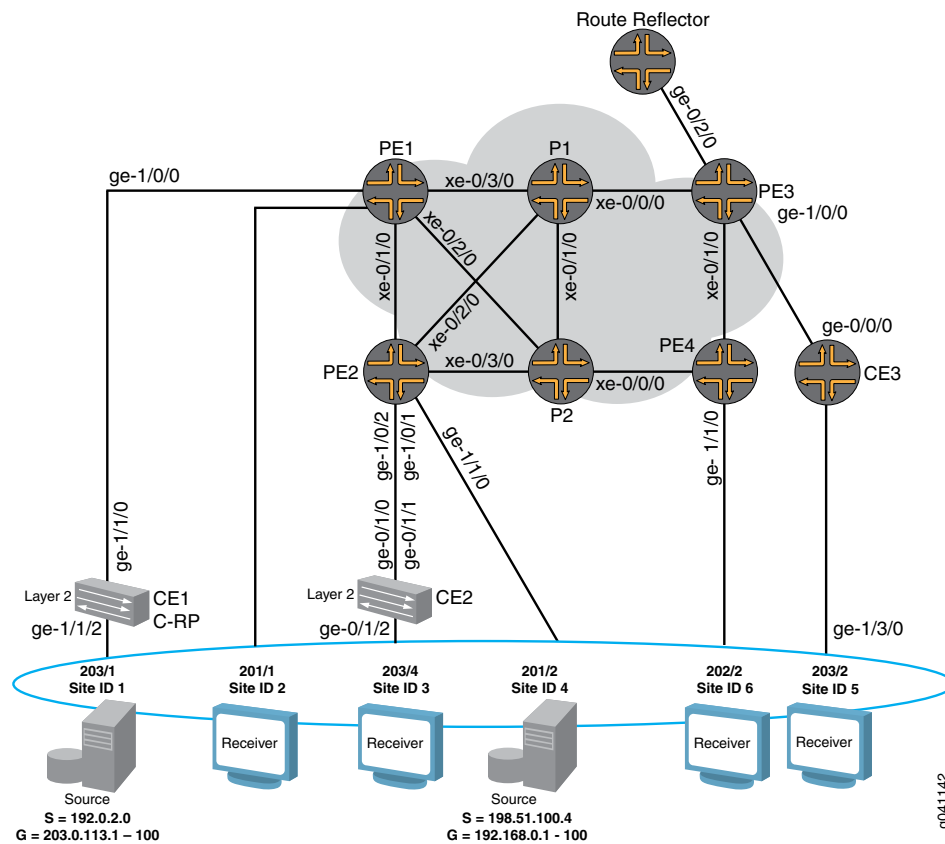 Route Reflector
ge-0/2/0
PE1
P1
PE3
ge-1/0/0
xe-0/3/0
xe-0/0/0
ge-1/0/0
xe-0/1/0
xe-0/2/0
xe-0/2/0
xe-0/1/0
xe-0/1/0
ge-0/0/0
PE2
xe-0/3/0
P2
xe-0/0/0
PE4
CE3
ge-1/0/2
ge-1/0/1
ge-1/1/0
ge- 1/1/0
ge-1/1/0
ge-0/1/0
ge-0/1/1
Layer 2
CE1
C-RP
Layer 2
CE2
ge-1/1/2
ge-0/1/2
ge-1/3/0
203/1
Site ID 1
201/1
Site ID 2
203/4
Site ID 3
201/2
Site ID 4
202/2
Site ID 6
203/2
Site ID 5
Receiver
Receiver
Receiver
Receiver
Source
S = 192.0.2.0
G = 203.0.113.1 – 100
Source
S = 198.51.100.4
G = 192.168.0.1 - 100
g041142